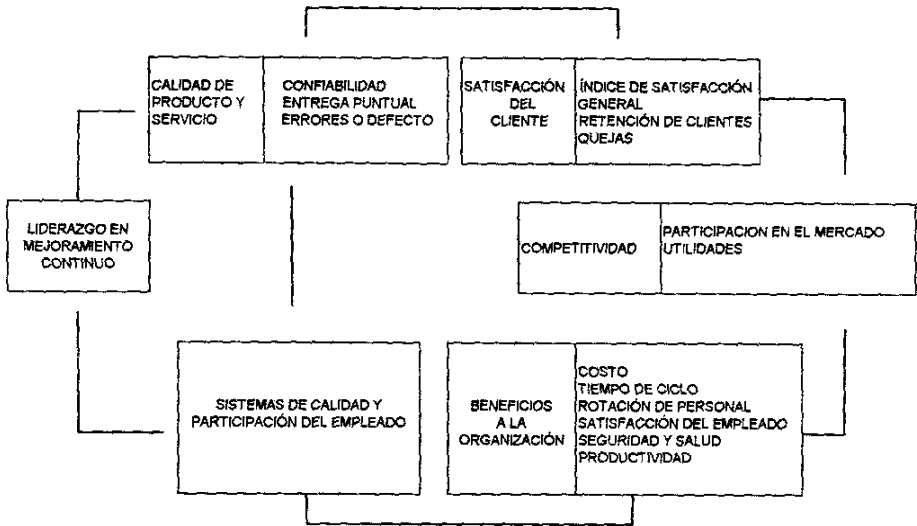 CALIDAD DE
PRODUCTO Y
SERVICIO
CONFIABILIDAD
ENTREGA PUNTUAL
ERRORES O DEFECTO
SATISFACCIÓN
DEL
CLIENTE
ÍNDICE DE SATISFACCIÓN
GENERAL
RETENCIÓN DE CLIENTES
QUEJAS
LIDERAZGO EN
MEJORAMIENTO
CONTINUO
COMPETITIVIDAD
PARTICIPACION EN EL MERCADO
UTILIDADES
SISTEMAS DE CALIDAD Y
PARTICIPACIÓN DEL EMPLEADO
BENEFICIOS
A LA
ORGANIZACIÓN
COSTO
TIEMPO DE CICLO
ROTACIÓN DE PERSONAL
SATISFACCIÓN DEL EMPLEADO
SEGURIDAD Y SALUD
PRODUCTIVIDAD